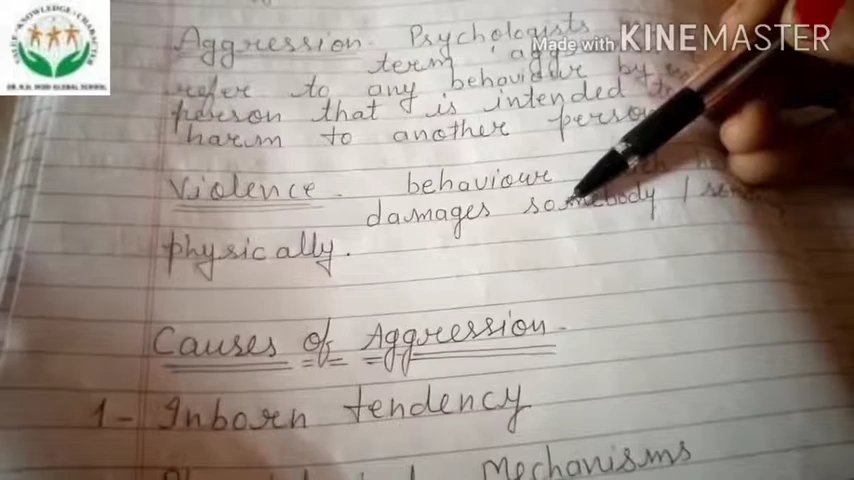 Aggression. Psychologists
term 'agg
refer to any behaviour by
person that is intended
harm to another person
Violence - behaviour
damages somebody /
physically.
Causes of Aggression -
1- Inborn tendency
Mechanisms
Made with KINEMASTER